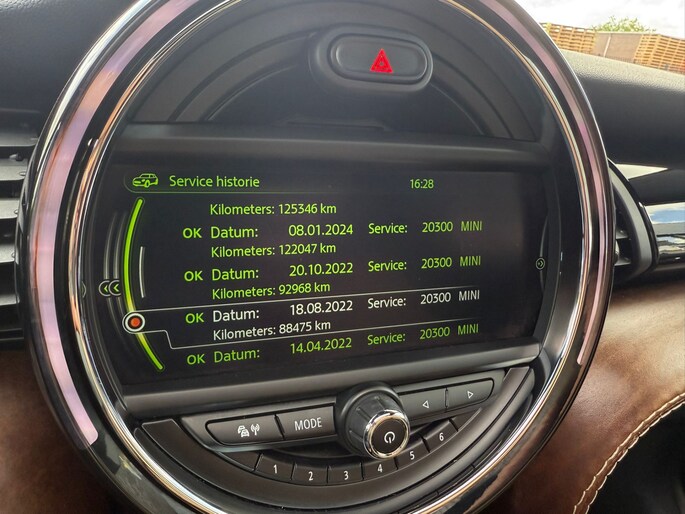 Service historie 16:28
Kilometers: 125346 km
OK Datum: 08.01.2024 Service: 20300 MINI
Kilometers: 122047 km
OK Datum: 20.10.2022 Service: 20300 MINI
Kilometers: 92968 km
OK Datum: 18.08.2022 Service: 20300 MINI
Kilometers: 88475 km
OK Datum: 14.04.2022 Service: 20300 MINI
MODE
1 2 3 4 5 6